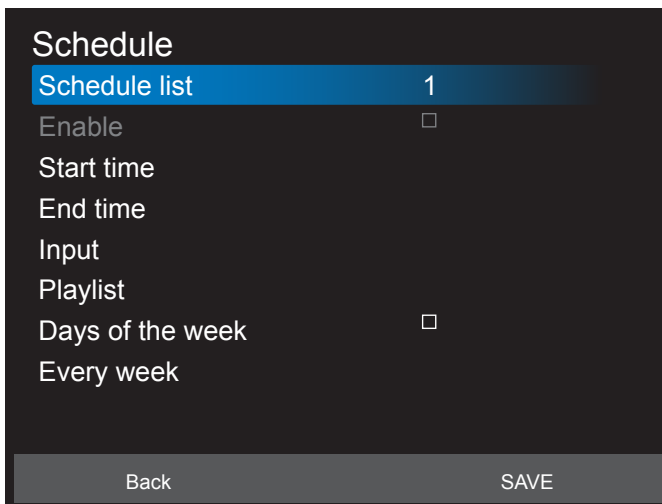 Schedule
Schedule list 1
Enable
Start time
End time
Input
Playlist
Days of the week
Every week
Back SAVE